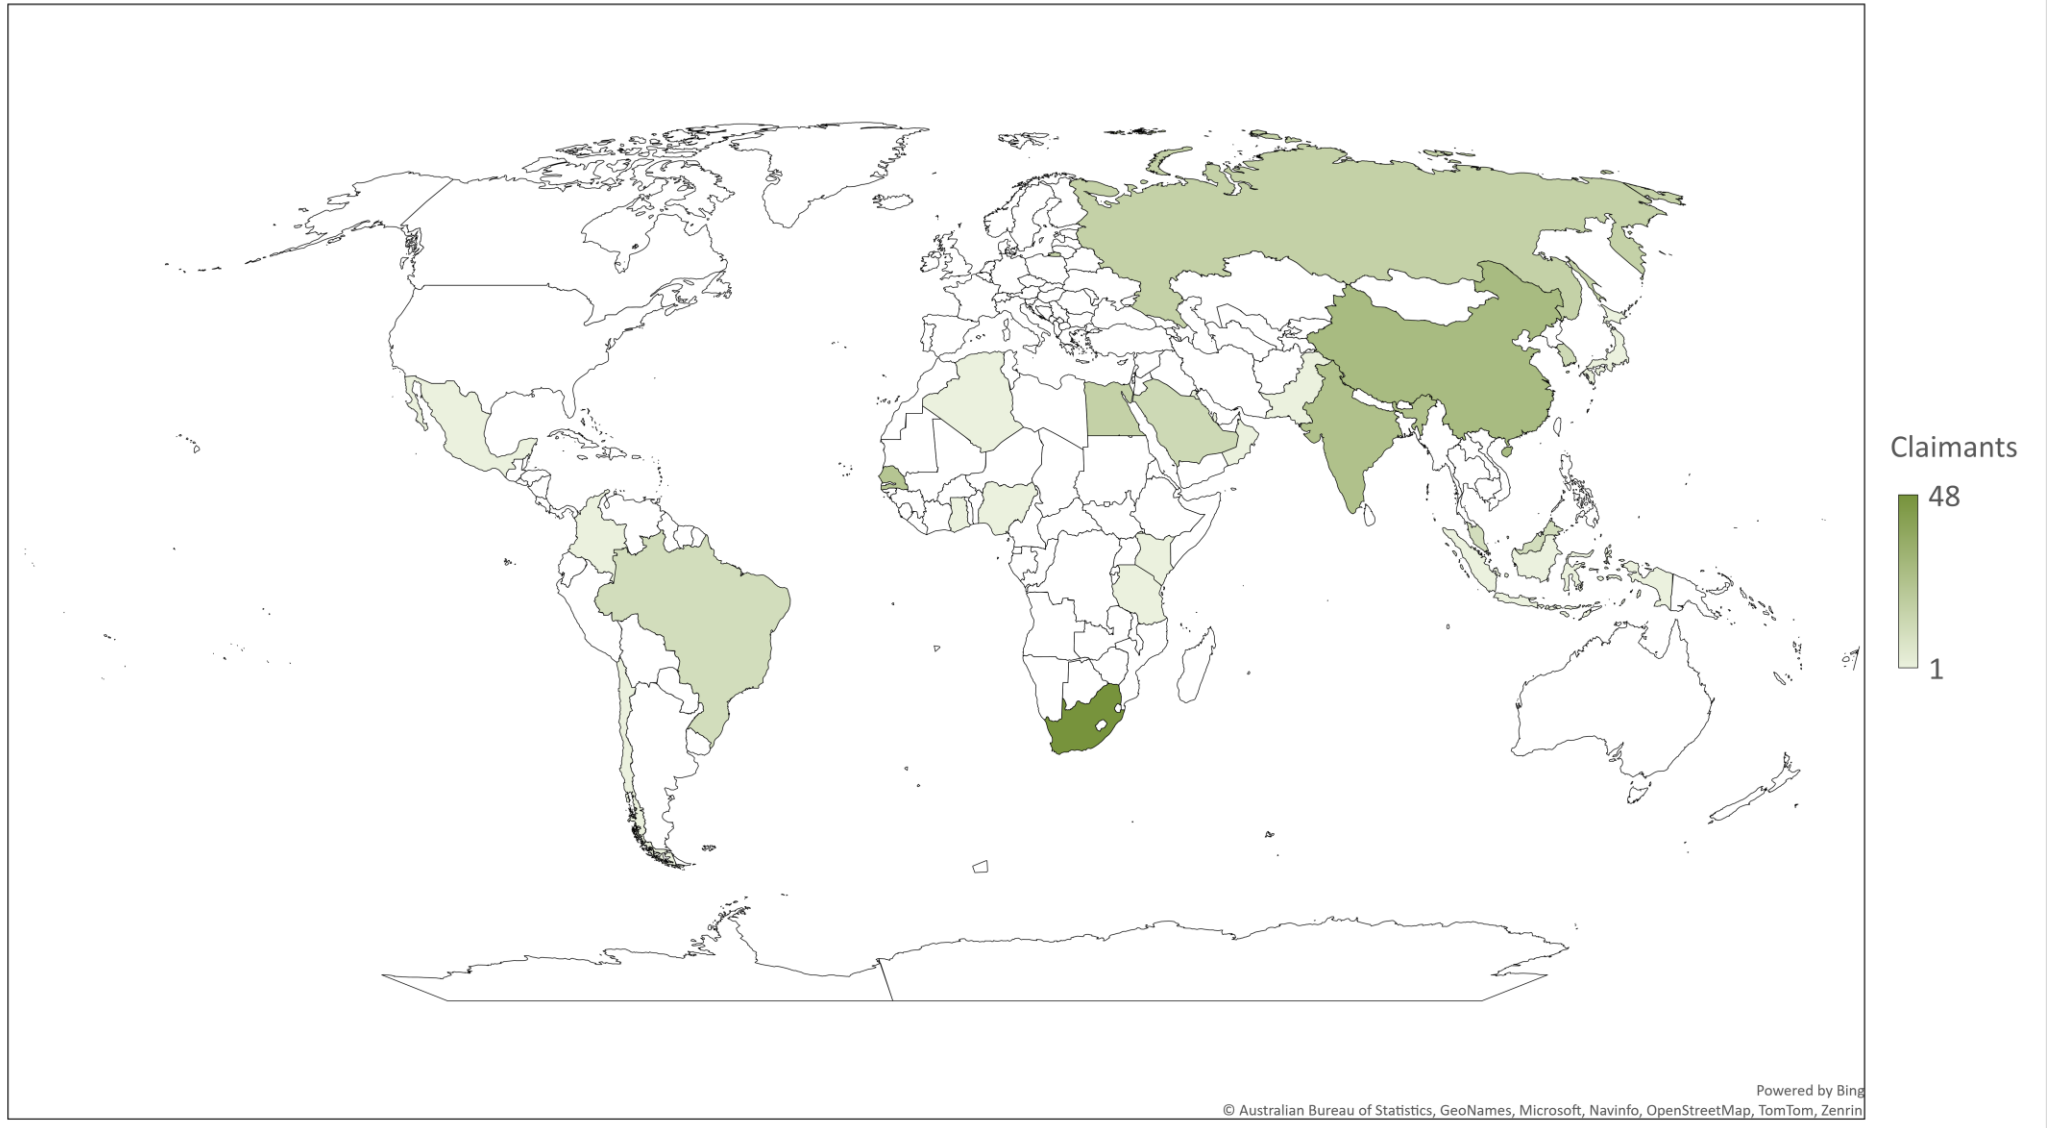 Claimants
48
1
Powered by Bing
© Australian Bureau of Statistics, GeoNames, Microsoft, Navinfo, OpenStreetMap, TomTom, Zenrin